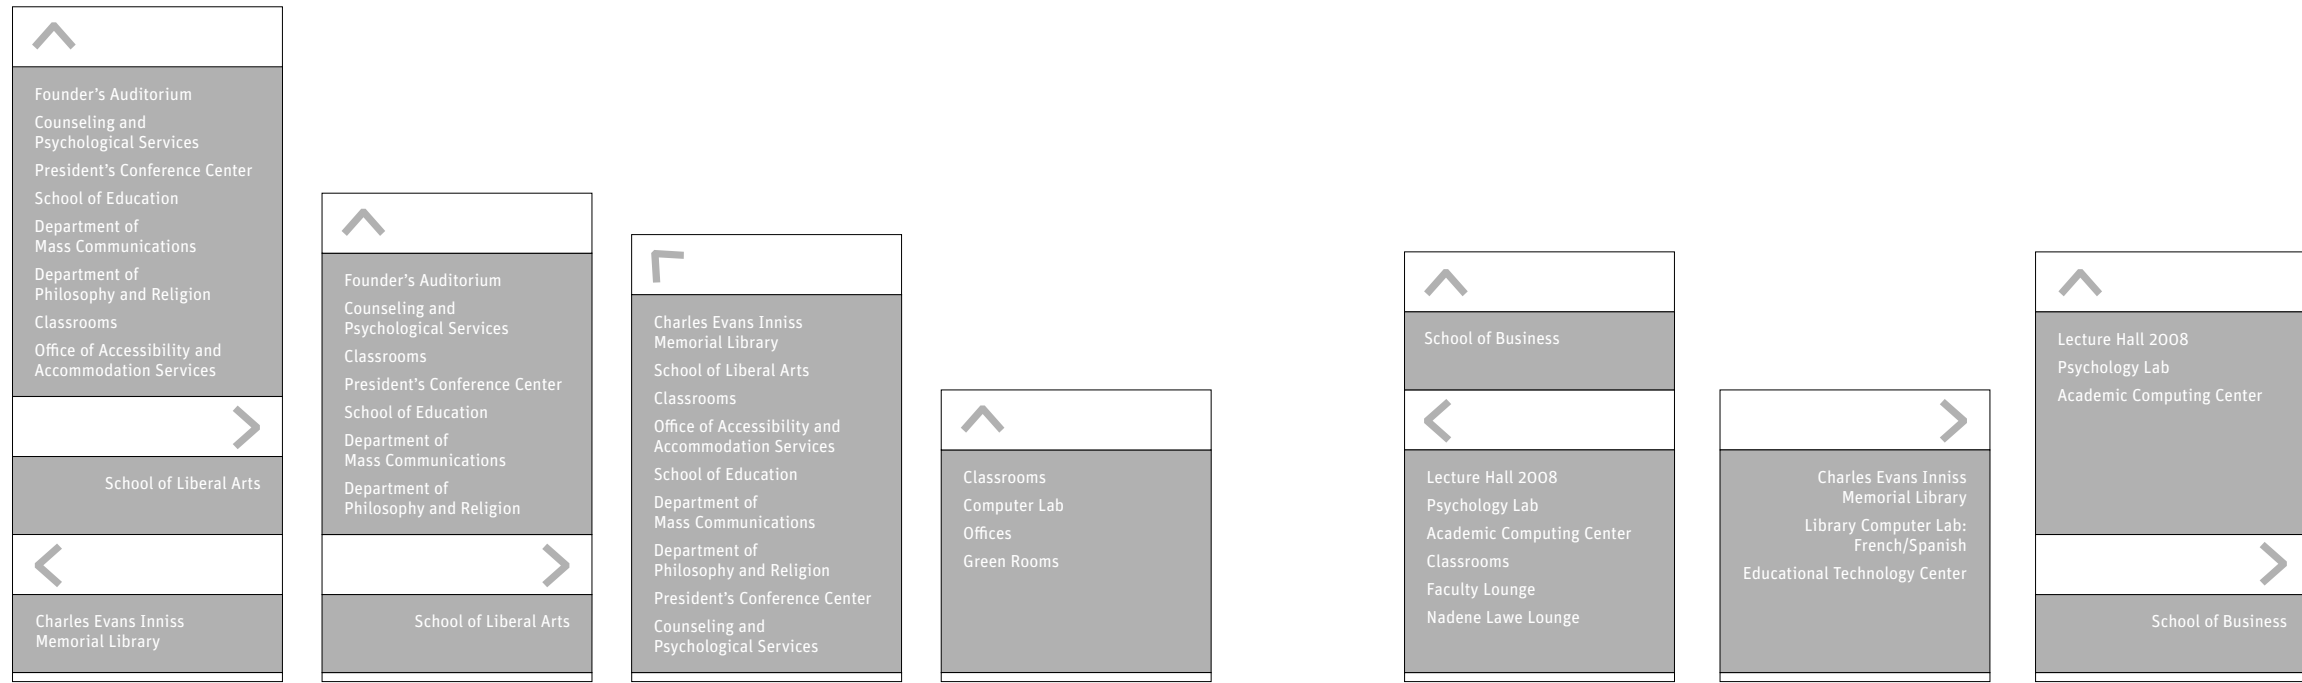 Founder’s Auditorium
Counseling and
Psychological Services
President’s Conference Center
School of Education
Department of
Mass Communications
Department of
Philosophy and Religion
Classrooms
Office of Accessibility and
Accommodation Services
School of Liberal Arts
Charles Evans Inniss
Memorial Library
Founder’s Auditorium
Counseling and
Psychological Services
Classrooms
President’s Conference Center
School of Education
Department of
Mass Communications
Department of
Philosophy and Religion
School of Liberal Arts
Charles Evans Inniss
Memorial Library
School of Liberal Arts
Classrooms
Office of Accessibility and
Accommodation Services
School of Education
Department of
Mass Communications
Department of
Philosophy and Religion
President’s Conference Center
Counseling and
Psychological Services
Classrooms
Computer Lab
Offices
Green Rooms
School of Business
Lecture Hall 2008
Psychology Lab
Academic Computing Center
Classrooms
Faculty Lounge
Nadene Lawe Lounge
Charles Evans Inniss
Memorial Library
Library Computer Lab:
French/Spanish
Educational Technology Center
Lecture Hall 2008
Psychology Lab
Academic Computing Center
School of Business